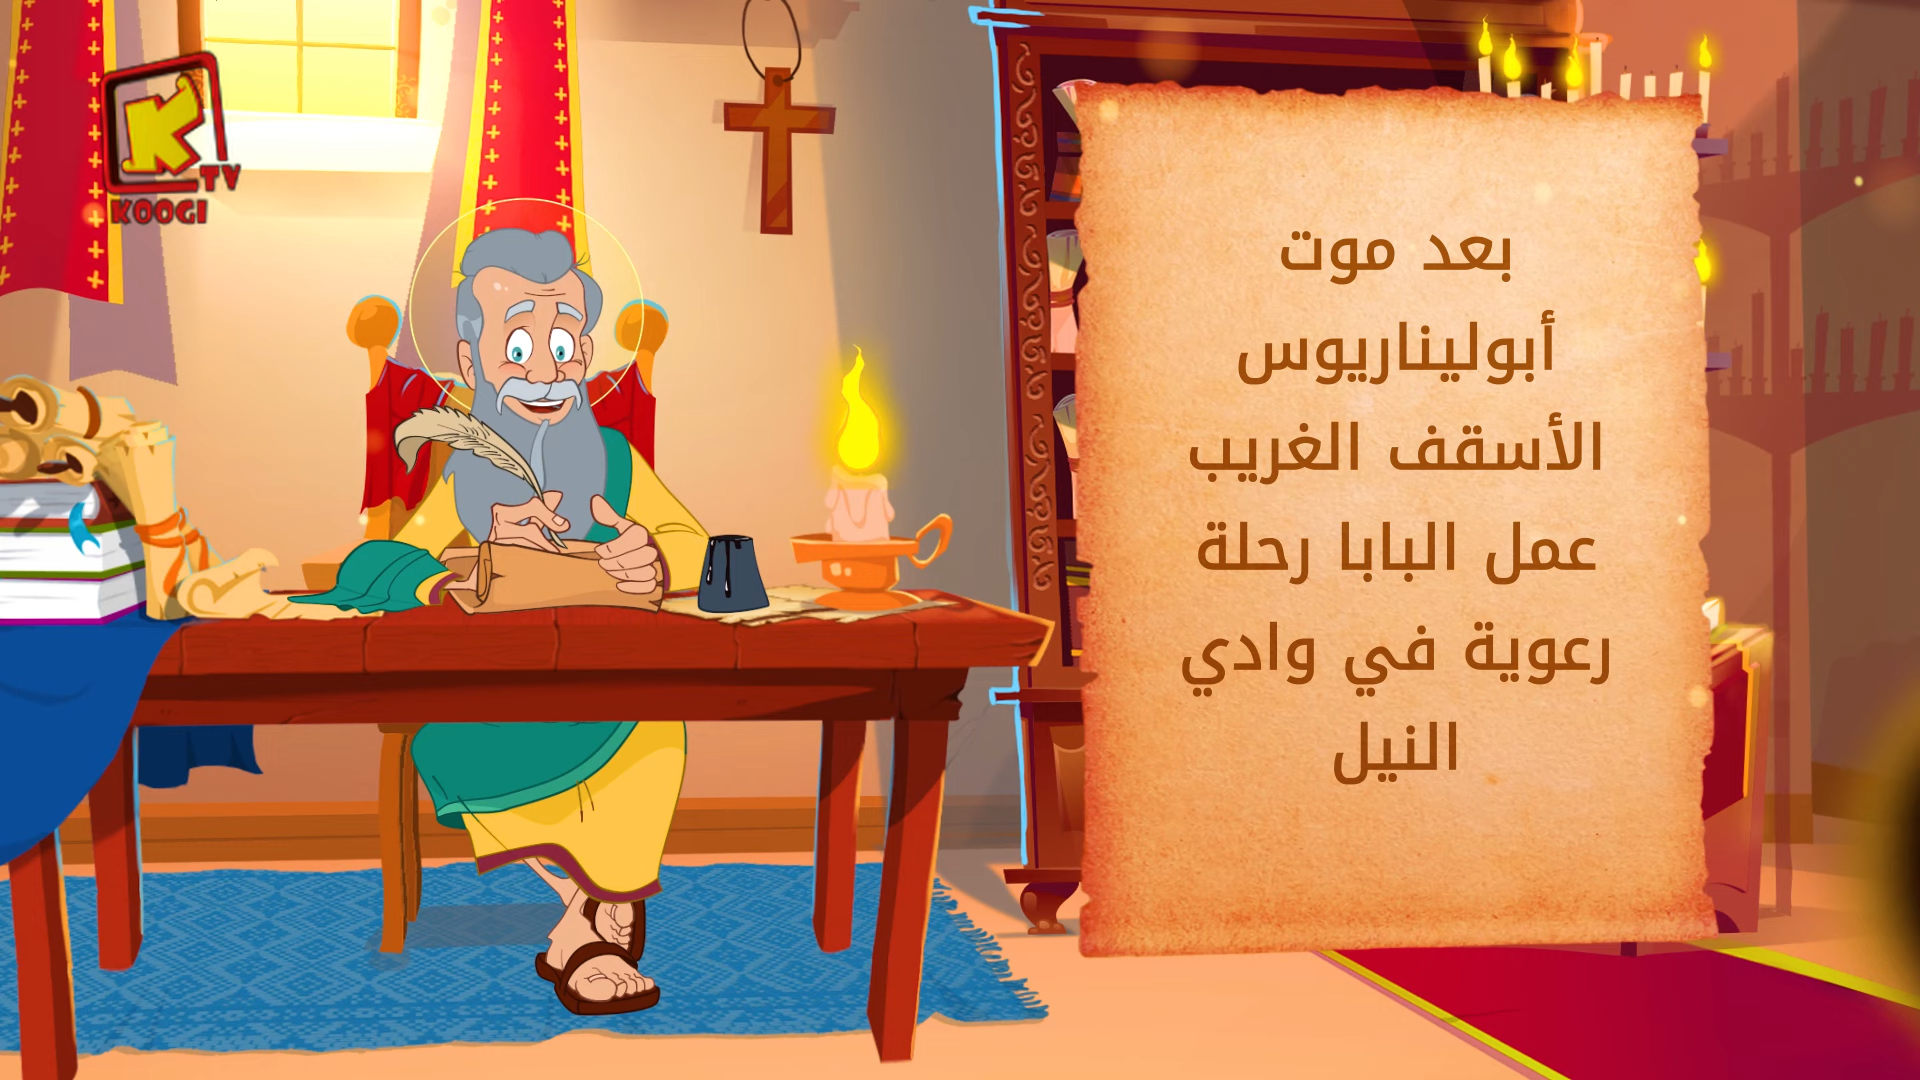 K TV
KOOGI
بعد موت
أبوليناريوس
الأسقف الغريب
عمل البابا رحلة
رعوية في وادي
النيل